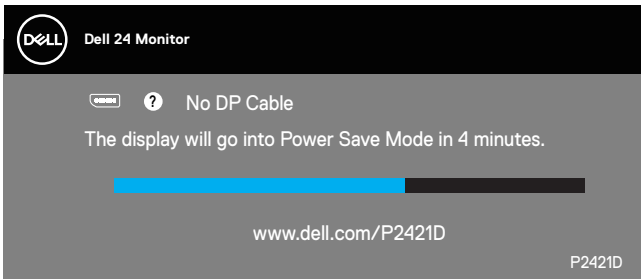 DELL
Dell 24 Monitor
? No DP Cable
The display will go into Power Save Mode in 4 minutes.
www.dell.com/P2421D
P2421D